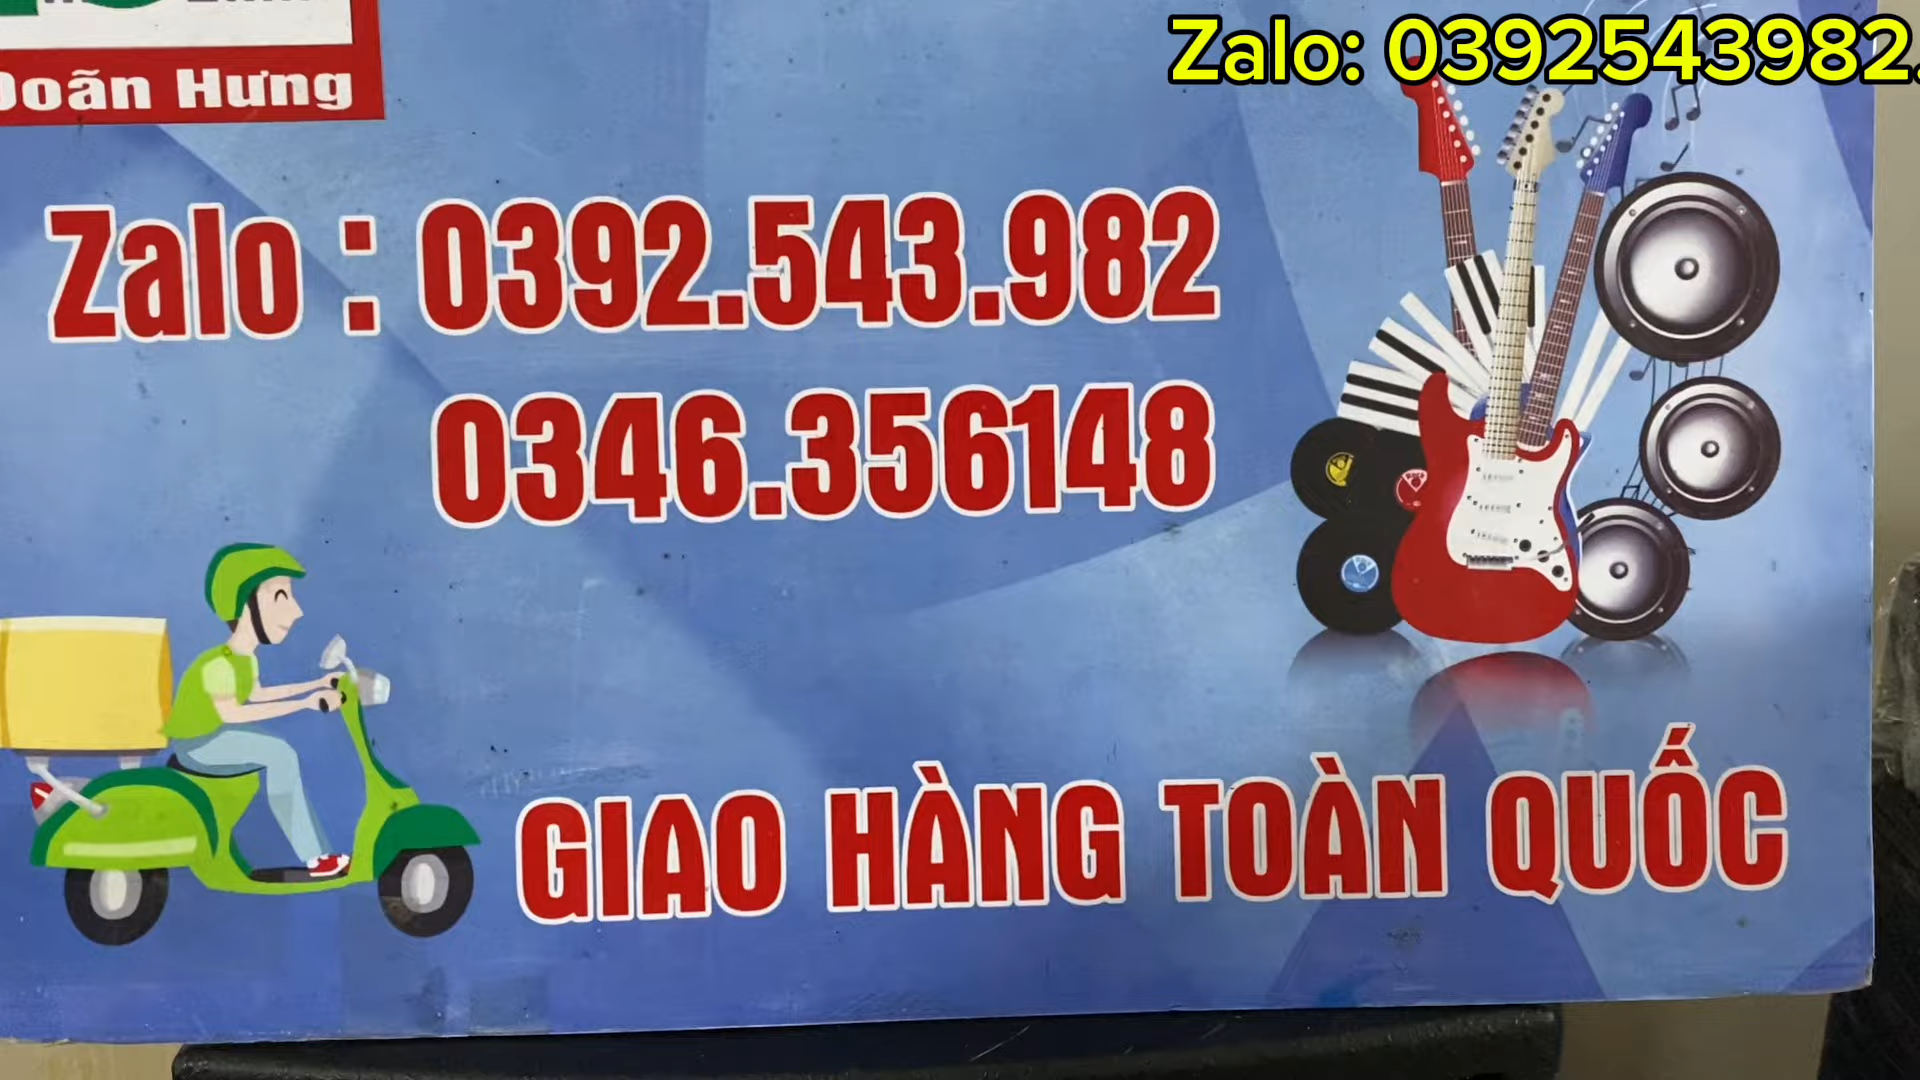 Zalo: 0392543982.
Doãn Hưng
Zalo : 0392.543.982
0346.356148
GIAO HÀNG TOÀN QUỐC